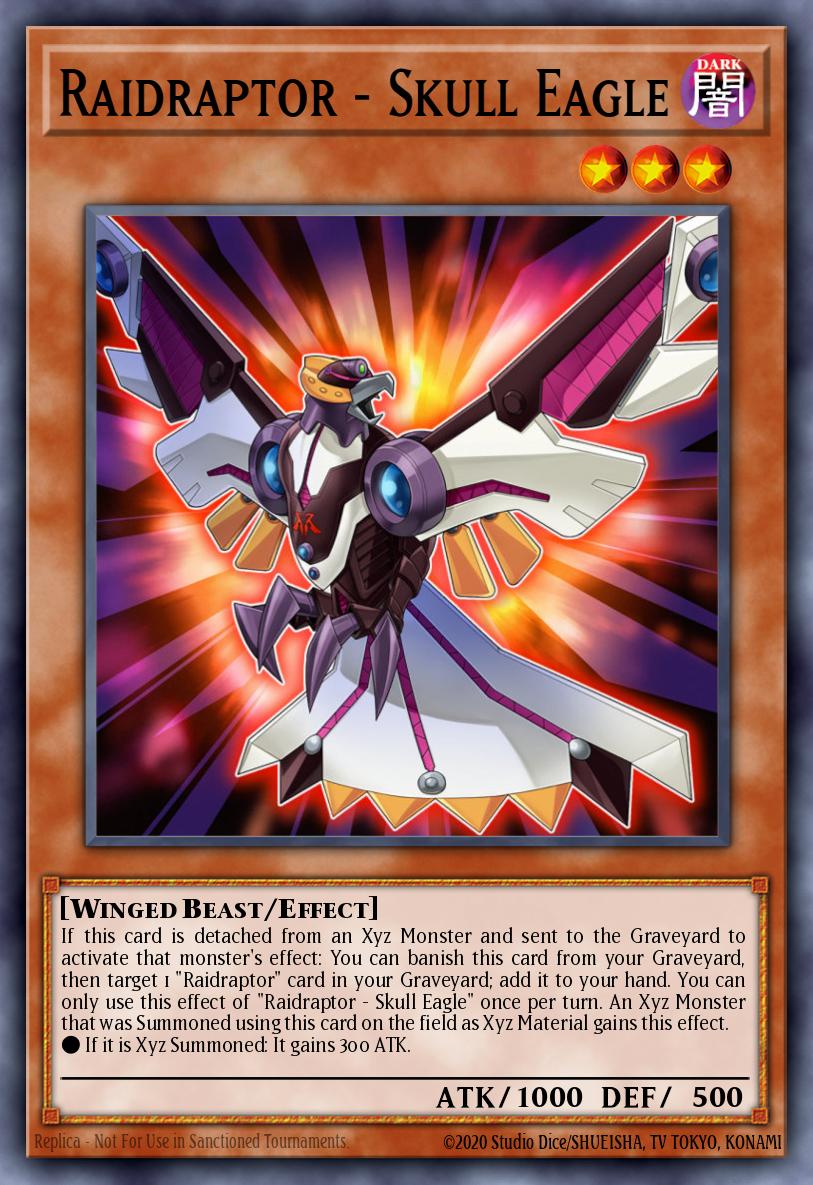 Raidraptor - Skull Eagle
DARK
闇
[Winged Beast/Effect]
If this card is detached from an Xyz Monster and sent to the Graveyard to
activate that monster's effect: You can banish this card from your Graveyard,
then target 1 "Raidraptor" card in your Graveyard; add it to your hand. You can
only use this effect of "Raidraptor - Skull Eagle" once per turn. An Xyz Monster
that was Summoned using this card on the field as Xyz Material gains this effect.
● If it is Xyz Summoned: It gains 300 ATK.
ATK/1000 DEF/ 500
Replica - Not For Use in Sanctioned Tournaments.
©2020 Studio Dice/SHUEISHA, TV TOKYO, KONAMI